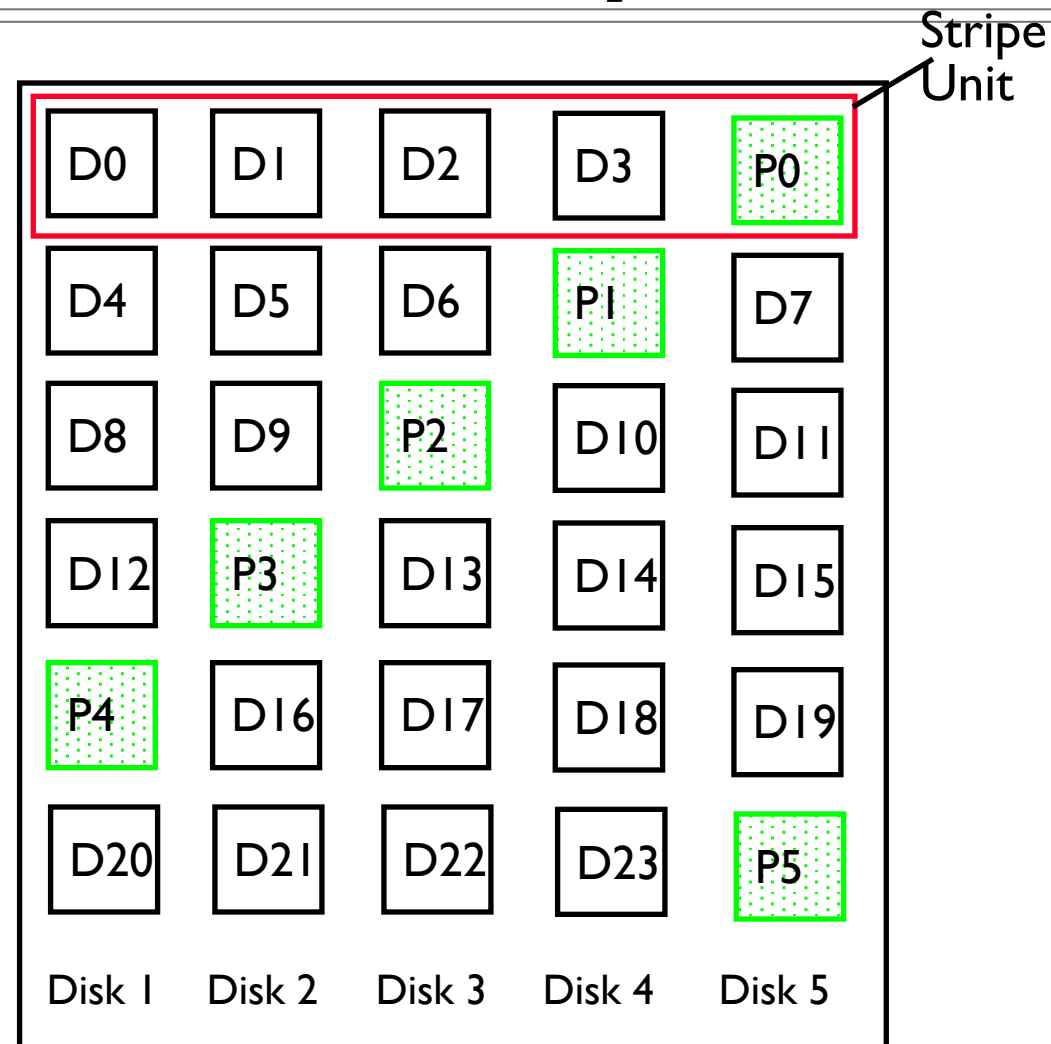 Stripe
Unit
D0 D1 D2 D3 P0
D4 D5 D6 P1 D7
D8 D9 P2 D10 D11
D12 P3 D13 D14 D15
P4 D16 D17 D18 D19
D20 D21 D22 D23 P5
Disk 1 Disk 2 Disk 3 Disk 4 Disk 5